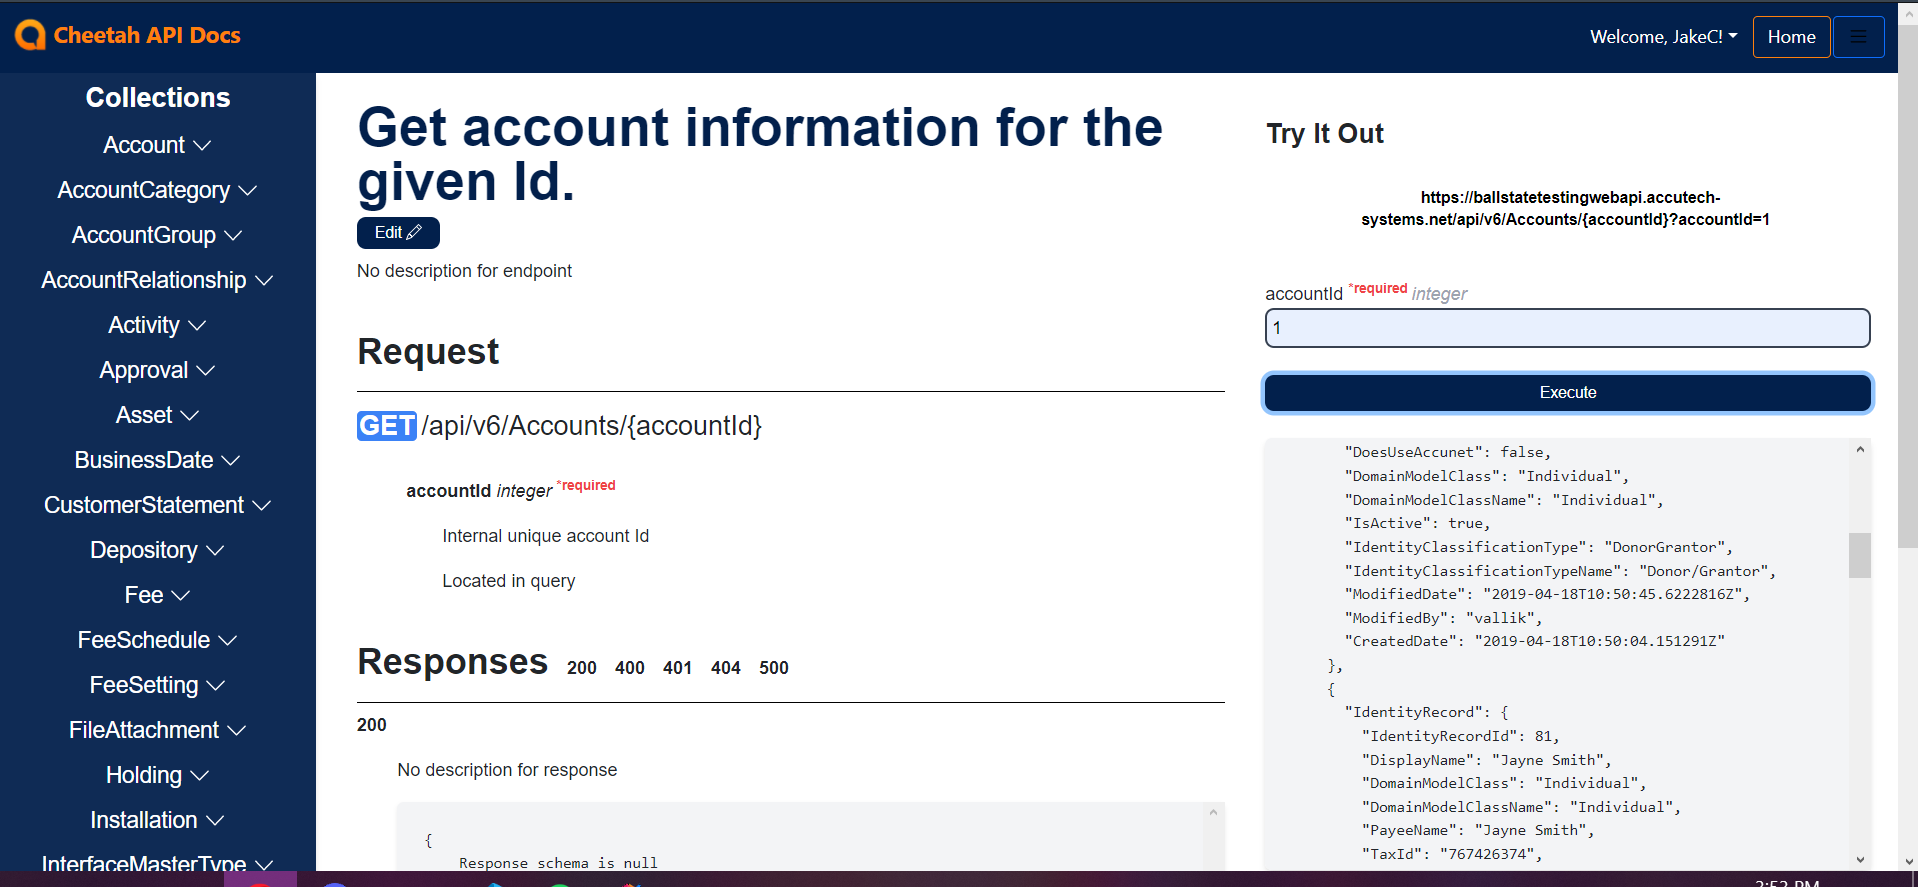 Cheetah API Docs
Welcome, JakeC!
Home
Collections
Account
AccountCategory
AccountGroup
AccountRelationship
Activity
Approval
Asset
BusinessDate
CustomerStatement
Depository
Fee
FeeSchedule
FeeSetting
FileAttachment
Holding
Installation
InterfaceMasterType
Get account information for the
given Id.
Edit
No description for endpoint
Request
GET /api/v6/Accounts/{accountId}
accountId integer *required
Internal unique account Id
Located in query
Responses 200 400 401 404 500
200
No description for response
{
Response schema is null
Try It Out
https://ballstatetestingwebapi.accutech-
systems.net/api/v6/Accounts/{accountId}?accountId=1
accountId *required integer
1
Execute
"DoesUseAccunet": false,
"DomainModelClass": "Individual",
"DomainModelClassName": "Individual",
"IsActive": true,
"IdentityClassificationType": "DonorGrantor",
"IdentityClassificationTypeName": "Donor/Grantor",
"ModifiedDate": "2019-04-18T10:50:45.6222816Z",
"ModifiedBy": "vallik",
"CreatedDate": "2019-04-18T10:50:04.151291Z"
},
{
"IdentityRecord": {
"IdentityRecordId": 81,
"DisplayName": "Jayne Smith",
"DomainModelClass": "Individual",
"DomainModelClassName": "Individual",
"PayeeName": "Jayne Smith",
"TaxId": "767426374",